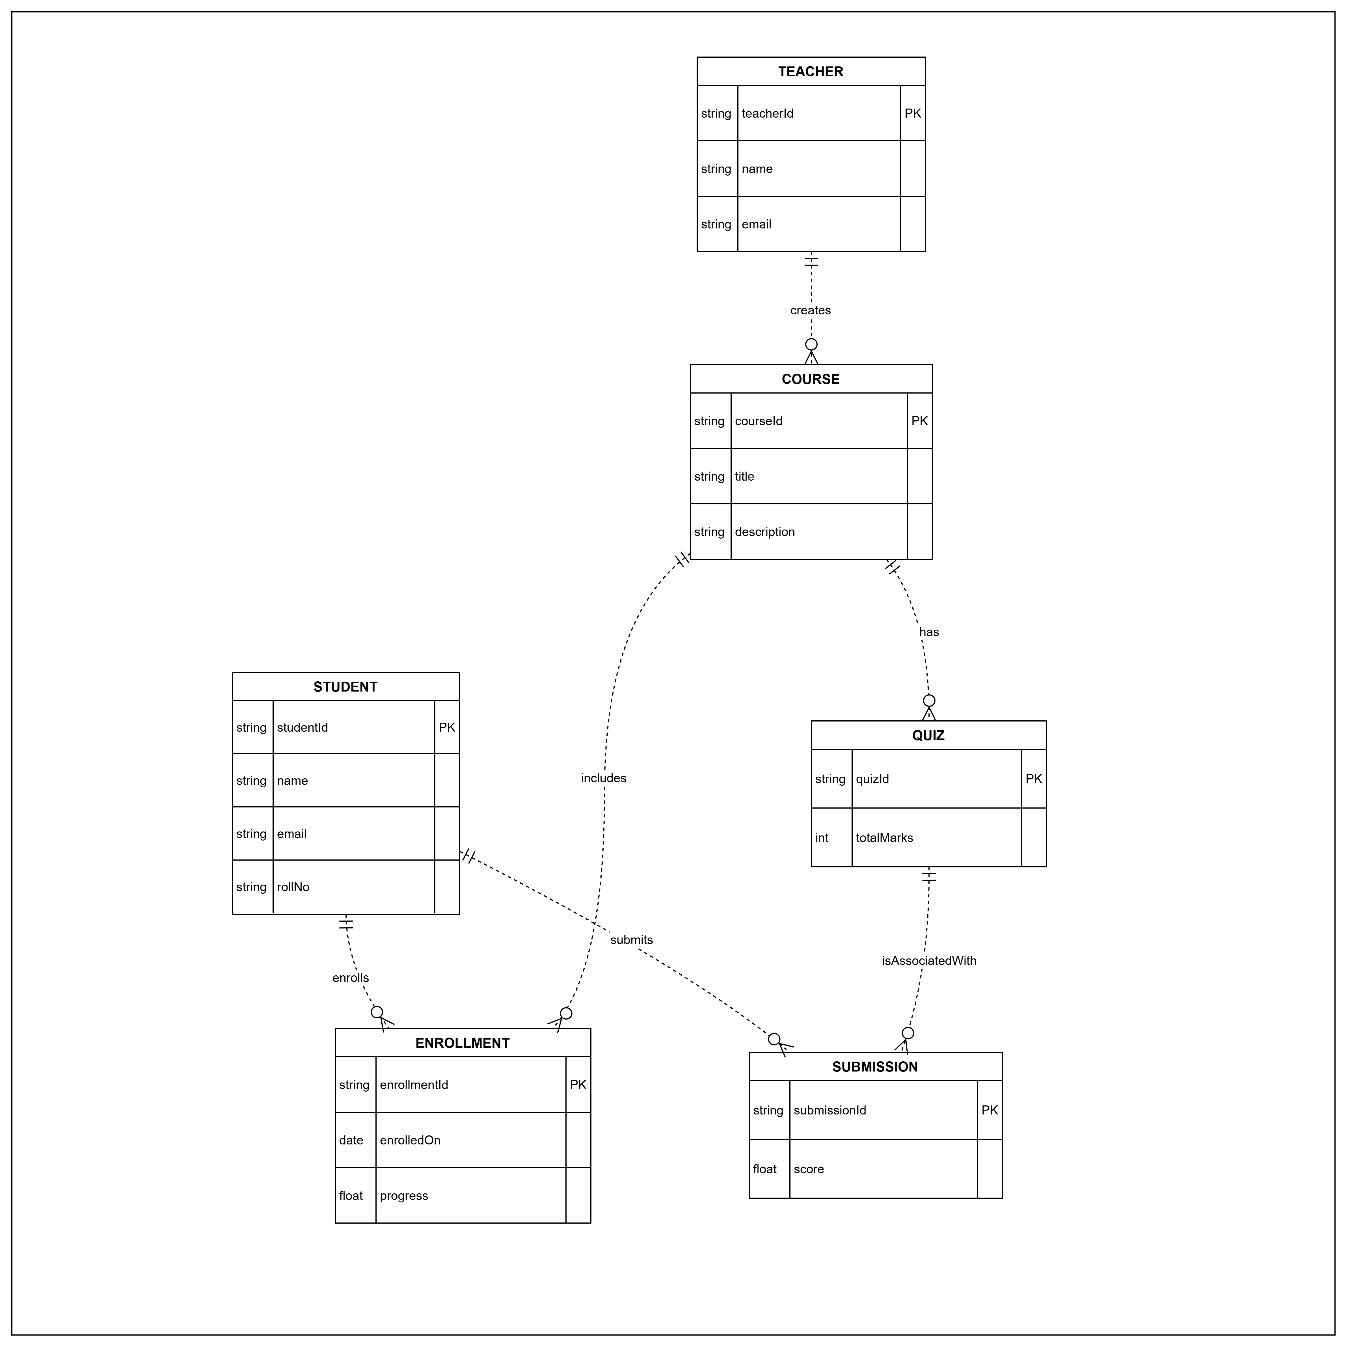 TEACHER
string teacherId PK
string name
string email
creates
COURSE
string courseId PK
string title
string description
has
STUDENT
string studentId PK
string name
string email
string rollNo
includes
QUIZ
string quizId PK
int totalMarks
submits
isAssociatedWith
enrolls
ENROLLMENT
string enrollmentId PK
date enrolledOn
float progress
SUBMISSION
string submissionId PK
float score